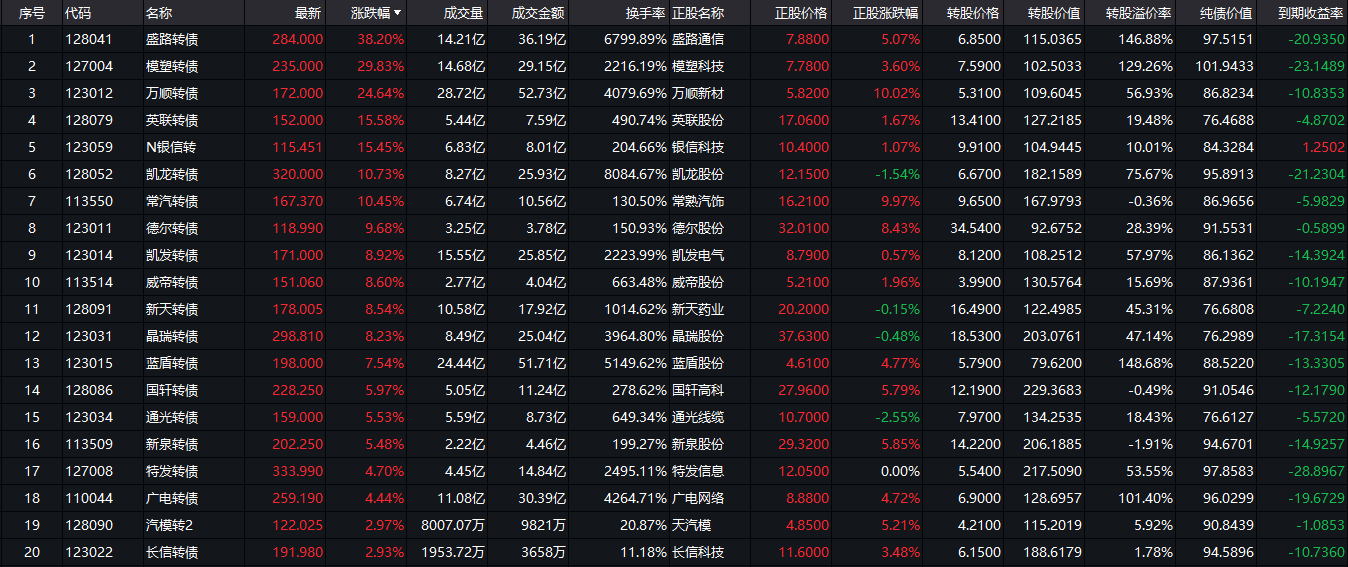 序号 代码 名称 最新 涨跌幅▼ 成交量 成交金额 换手率 正股名称 正股价格 正股涨跌幅 转股价格 转股价值 转股溢价率 纯债价值 到期收益率
1 128041 盛路转债 284.000 38.20% 14.21亿 36.19亿 6799.89% 盛路通信 7.8800 5.07% 6.8500 115.0365 146.88% 97.5151 -20.9350
2 127004 模塑转债 235.000 29.83% 14.68亿 29.15亿 2216.19% 模塑科技 7.7800 3.60% 7.5900 102.5033 129.26% 101.9433 -23.1489
3 123012 万顺转债 172.000 24.64% 28.72亿 52.73亿 4079.69% 万顺新材 5.8200 10.02% 5.3100 109.6045 56.93% 86.8234 -10.8353
4 128079 英联转债 152.000 15.58% 5.44亿 7.59亿 490.74% 英联股份 17.0600 1.67% 13.4100 127.2185 19.48% 76.4688 -4.8702
5 123059 N银信转 115.451 15.45% 6.83亿 8.01亿 204.66% 银信科技 10.4000 1.07% 9.9100 104.9445 10.01% 84.3284 1.2502
6 128052 凯龙转债 320.000 10.73% 8.27亿 25.93亿 8084.67% 凯龙股份 12.1500 -1.54% 6.6700 182.1589 75.67% 95.8913 -21.2304
7 113550 常汽转债 167.370 10.45% 6.74亿 10.56亿 130.50% 常熟汽饰 16.2100 9.97% 9.6500 167.9793 -0.36% 86.9656 -5.9829
8 123011 德尔转债 118.990 9.68% 3.25亿 3.78亿 150.93% 德尔股份 32.0100 8.43% 34.5400 92.6752 28.39% 91.5531 -0.5899
9 123014 凯发转债 171.000 8.92% 15.55亿 25.85亿 2223.99% 凯发电气 8.7900 0.57% 8.1200 108.2512 57.97% 86.1362 -14.3924
10 113514 威帝转债 151.060 8.60% 2.77亿 4.04亿 663.48% 威帝股份 5.2100 1.96% 3.9900 130.5764 15.69% 87.9361 -10.1947
11 128091 新天转债 178.005 8.54% 10.58亿 17.92亿 1014.62% 新天药业 20.2000 -0.15% 16.4900 122.4985 45.31% 76.6808 -7.2240
12 123031 晶瑞转债 298.810 8.23% 8.49亿 25.04亿 3964.80% 晶瑞股份 37.6300 -0.48% 18.5300 203.0761 47.14% 76.2989 -17.3154
13 123015 蓝盾转债 198.000 7.54% 24.44亿 51.71亿 5149.62% 蓝盾股份 4.6100 4.77% 5.7900 79.6200 148.68% 88.5220 -13.3305
14 128086 国轩转债 228.250 5.97% 5.05亿 11.24亿 278.62% 国轩高科 27.9600 5.79% 12.1900 229.3683 -0.49% 91.0546 -12.1790
15 123034 通光转债 159.000 5.53% 5.59亿 8.73亿 649.34% 通光线缆 10.7000 -2.55% 7.9700 134.2535 18.43% 76.6127 -5.5720
16 113509 新泉转债 202.250 5.48% 2.22亿 4.46亿 199.27% 新泉股份 29.3200 5.85% 14.2200 206.1885 -1.91% 94.6701 -14.9257
17 127008 特发转债 333.990 4.70% 4.45亿 14.84亿 2495.11% 特发信息 12.0500 0.00% 5.5400 217.5090 53.55% 97.8583 -28.8967
18 110044 广电转债 259.190 4.44% 11.08亿 30.39亿 4264.71% 广电网络 8.8800 4.72% 6.9000 128.6957 101.40% 96.0299 -19.6729
19 128090 汽模转2 122.025 2.97% 8007.07万 9821万 20.87% 天汽模 4.8500 5.21% 4.2100 115.2019 5.92% 90.8439 -1.0853
20 123022 长信转债 191.980 2.93% 1953.72万 3658万 11.18% 长信科技 11.6000 3.48% 6.1500 188.6179 1.78% 94.5896 -10.7360